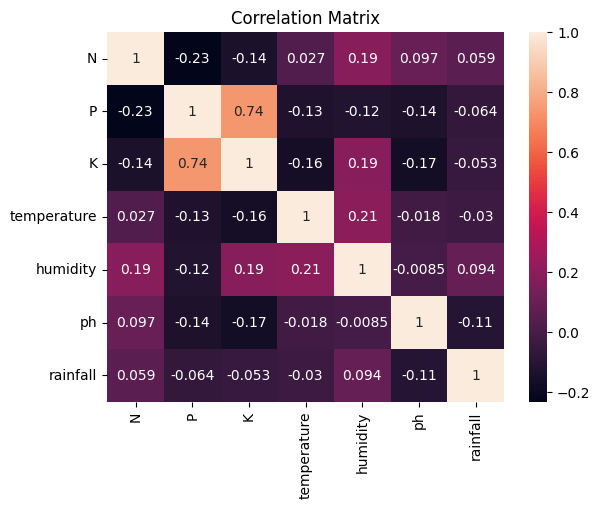 Correlation Matrix
N 1 -0.23 -0.14 0.027 0.19 0.097 0.059
P -0.23 1 0.74 -0.13 -0.12 -0.14 -0.064
K -0.14 0.74 1 -0.16 0.19 -0.17 -0.053
temperature 0.027 -0.13 -0.16 1 0.21 -0.018 -0.03
humidity 0.19 -0.12 0.19 0.21 1 -0.0085 0.094
ph 0.097 -0.14 -0.17 -0.018 -0.0085 1 -0.11
rainfall 0.059 -0.064 -0.053 -0.03 0.094 -0.11 1
N P K temperature humidity ph rainfall
1.0
0.8
0.6
0.4
0.2
0.0
−0.2